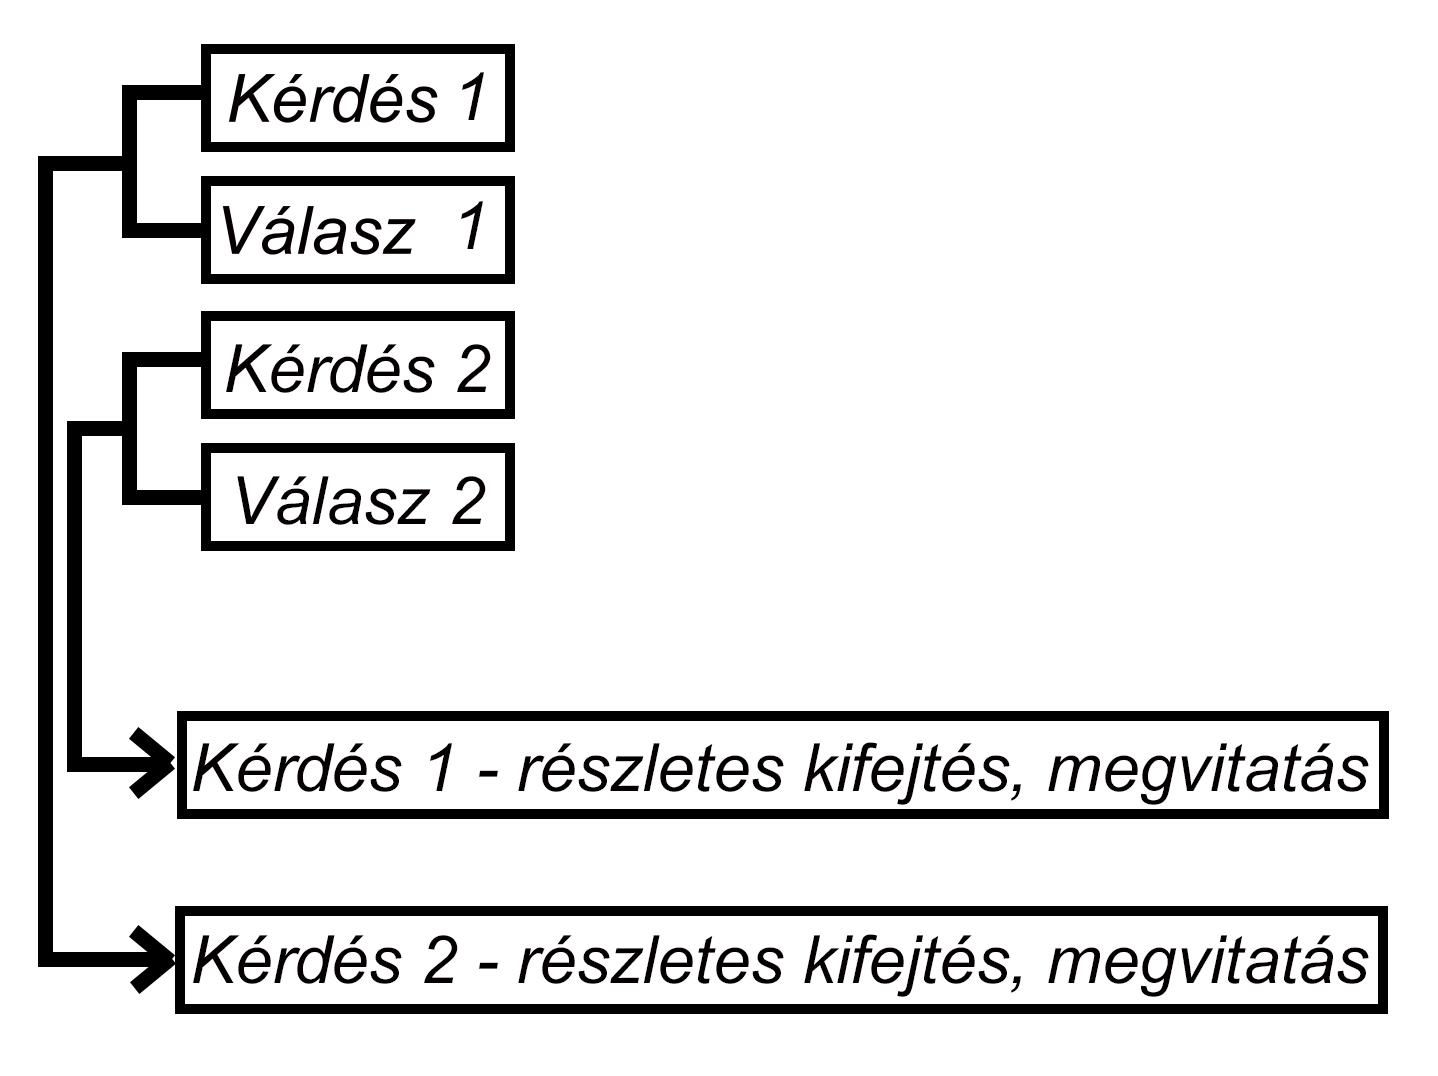 Kérdés 1
Válasz 1
Kérdés 2
Válasz 2
Kérdés 1 - részletes kifejtés, megvitatás
Kérdés 2 - részletes kifejtés, megvitatás